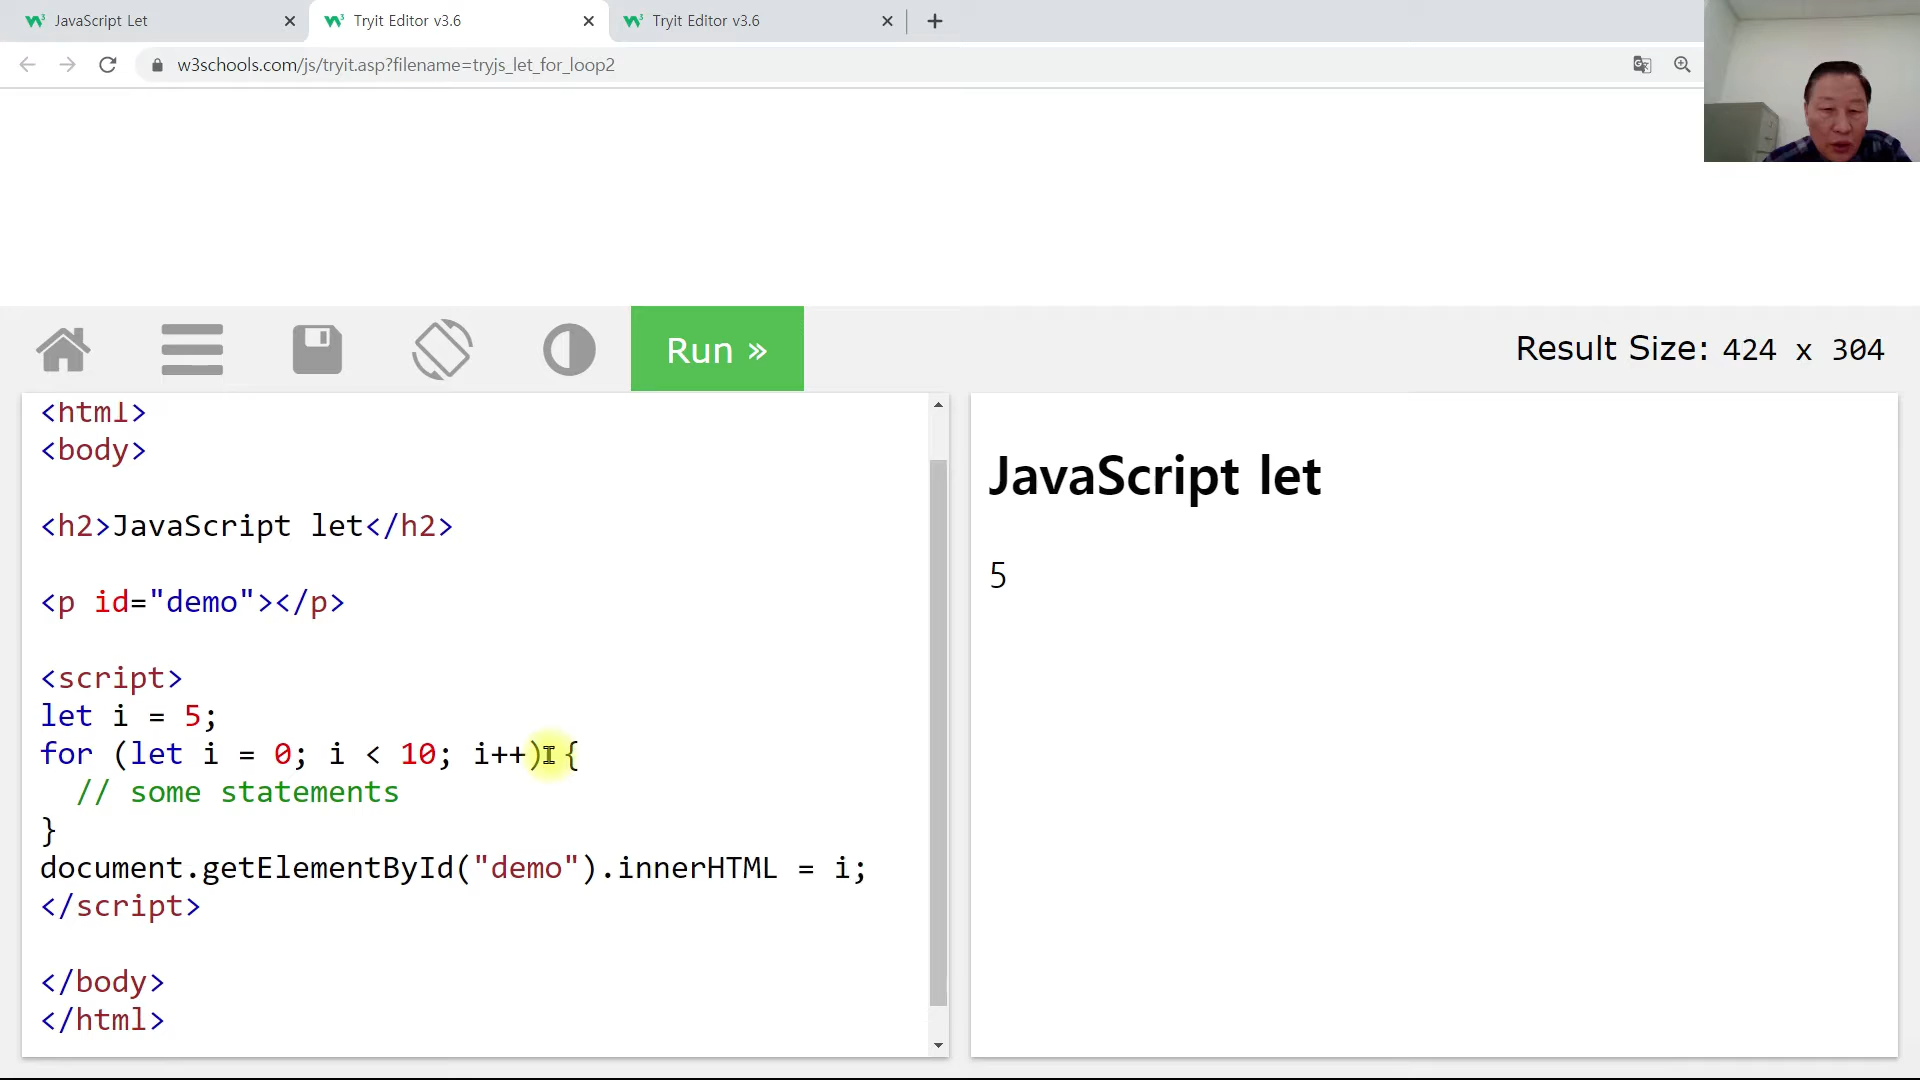 JavaScript Let
Tryit Editor v3.6
Tryit Editor v3.6
w3schools.com/js/tryit.asp?filename=tryjs_let_for_loop2
Run »
Result Size: 424 x 304
<html>
<body>
<h2>JavaScript let</h2>
<p id="demo"></p>
<script>
let i = 5;
for (let i = 0; i < 10; i++) {
  // some statements
}
document.getElementById("demo").innerHTML = i;
</script>
</body>
</html>
JavaScript let
5